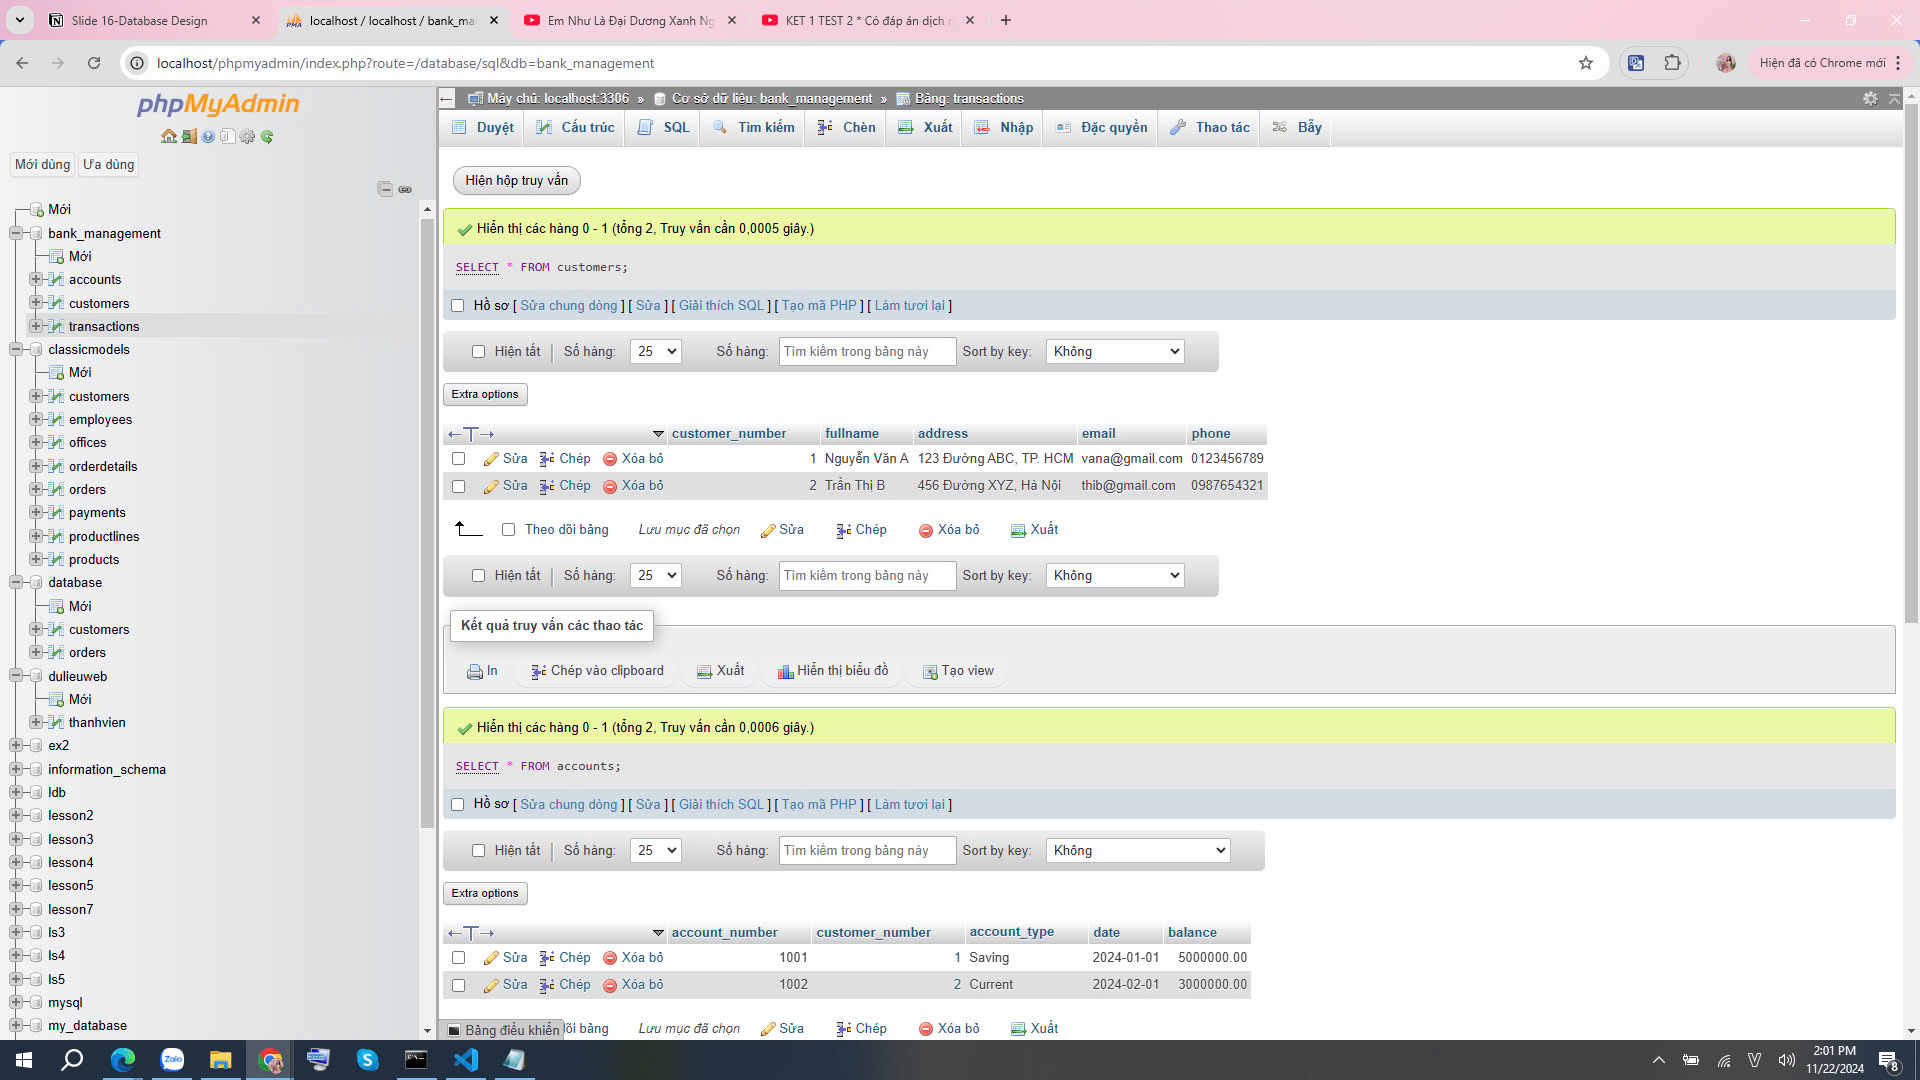 Slide 16-Database Design
localhost / localhost / bank_ma
Em Như Là Đại Dương Xanh Ng
KET 1 TEST 2 * Có đáp án dịch
localhost/phpmyadmin/index.php?route=/database/sql&db=bank_management
Hiện đã có Chrome mới
phpMyAdmin
Mới dùng
Ưa dùng
Mới
bank_management
Mới
accounts
customers
transactions
classicmodels
Mới
customers
employees
offices
orderdetails
orders
payments
productlines
products
database
Mới
customers
orders
dulieuweb
Mới
thanhvien
ex2
information_schema
ldb
lesson2
lesson3
lesson4
lesson5
lesson7
ls3
ls4
ls5
mysql
my_database
Máy chủ: localhost:3306 » Cơ sở dữ liệu: bank_management » Bảng: transactions
Duyệt Cấu trúc SQL Tìm kiếm Chèn Xuất Nhập Đặc quyền Thao tác Bẫy
Hiện hộp truy vấn
Hiển thị các hàng 0 - 1 (tổng 2, Truy vấn cần 0,0005 giây.)
SELECT * FROM customers;
Hồ sơ [ Sửa chung dòng ] [ Sửa ] [ Giải thích SQL ] [ Tạo mã PHP ] [ Làm tươi lại ]
Hiện tất | Số hàng: 25 Số hàng: Tìm kiếm trong bảng này Sort by key: Không
Extra options
customer_number fullname address email phone
Sửa Chép Xóa bỏ 1 Nguyễn Văn A 123 Đường ABC, TP. HCM vana@gmail.com 0123456789
Sửa Chép Xóa bỏ 2 Trần Thị B 456 Đường XYZ, Hà Nội thib@gmail.com 0987654321
Theo dõi bảng Lưu mục đã chọn Sửa Chép Xóa bỏ Xuất
Hiện tất | Số hàng: 25 Số hàng: Tìm kiếm trong bảng này Sort by key: Không
Kết quả truy vấn các thao tác
In Chép vào clipboard Xuất Hiển thị biểu đồ Tạo view
Hiển thị các hàng 0 - 1 (tổng 2, Truy vấn cần 0,0006 giây.)
SELECT * FROM accounts;
Hồ sơ [ Sửa chung dòng ] [ Sửa ] [ Giải thích SQL ] [ Tạo mã PHP ] [ Làm tươi lại ]
Hiện tất | Số hàng: 25 Số hàng: Tìm kiếm trong bảng này Sort by key: Không
Extra options
account_number customer_number account_type date balance
Sửa Chép Xóa bỏ 1001 1 Saving 2024-01-01 5000000.00
Sửa Chép Xóa bỏ 1002 2 Current 2024-02-01 3000000.00
Bảng điều khiển dõi bảng Lưu mục đã chọn Sửa Chép Xóa bỏ Xuất
Zalo
2:01 PM
11/22/2024
8